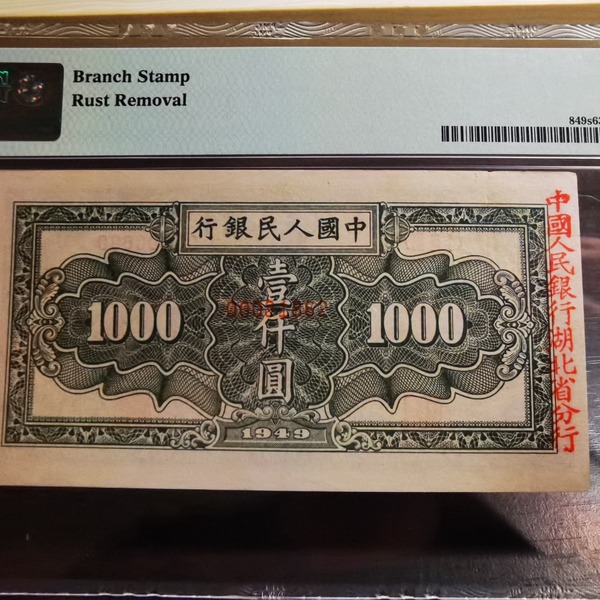 Branch Stamp
Rust Removal
849s63
行銀民人國中
壹仟圓
1000
1000
1949
中國人民銀行湖北省分行